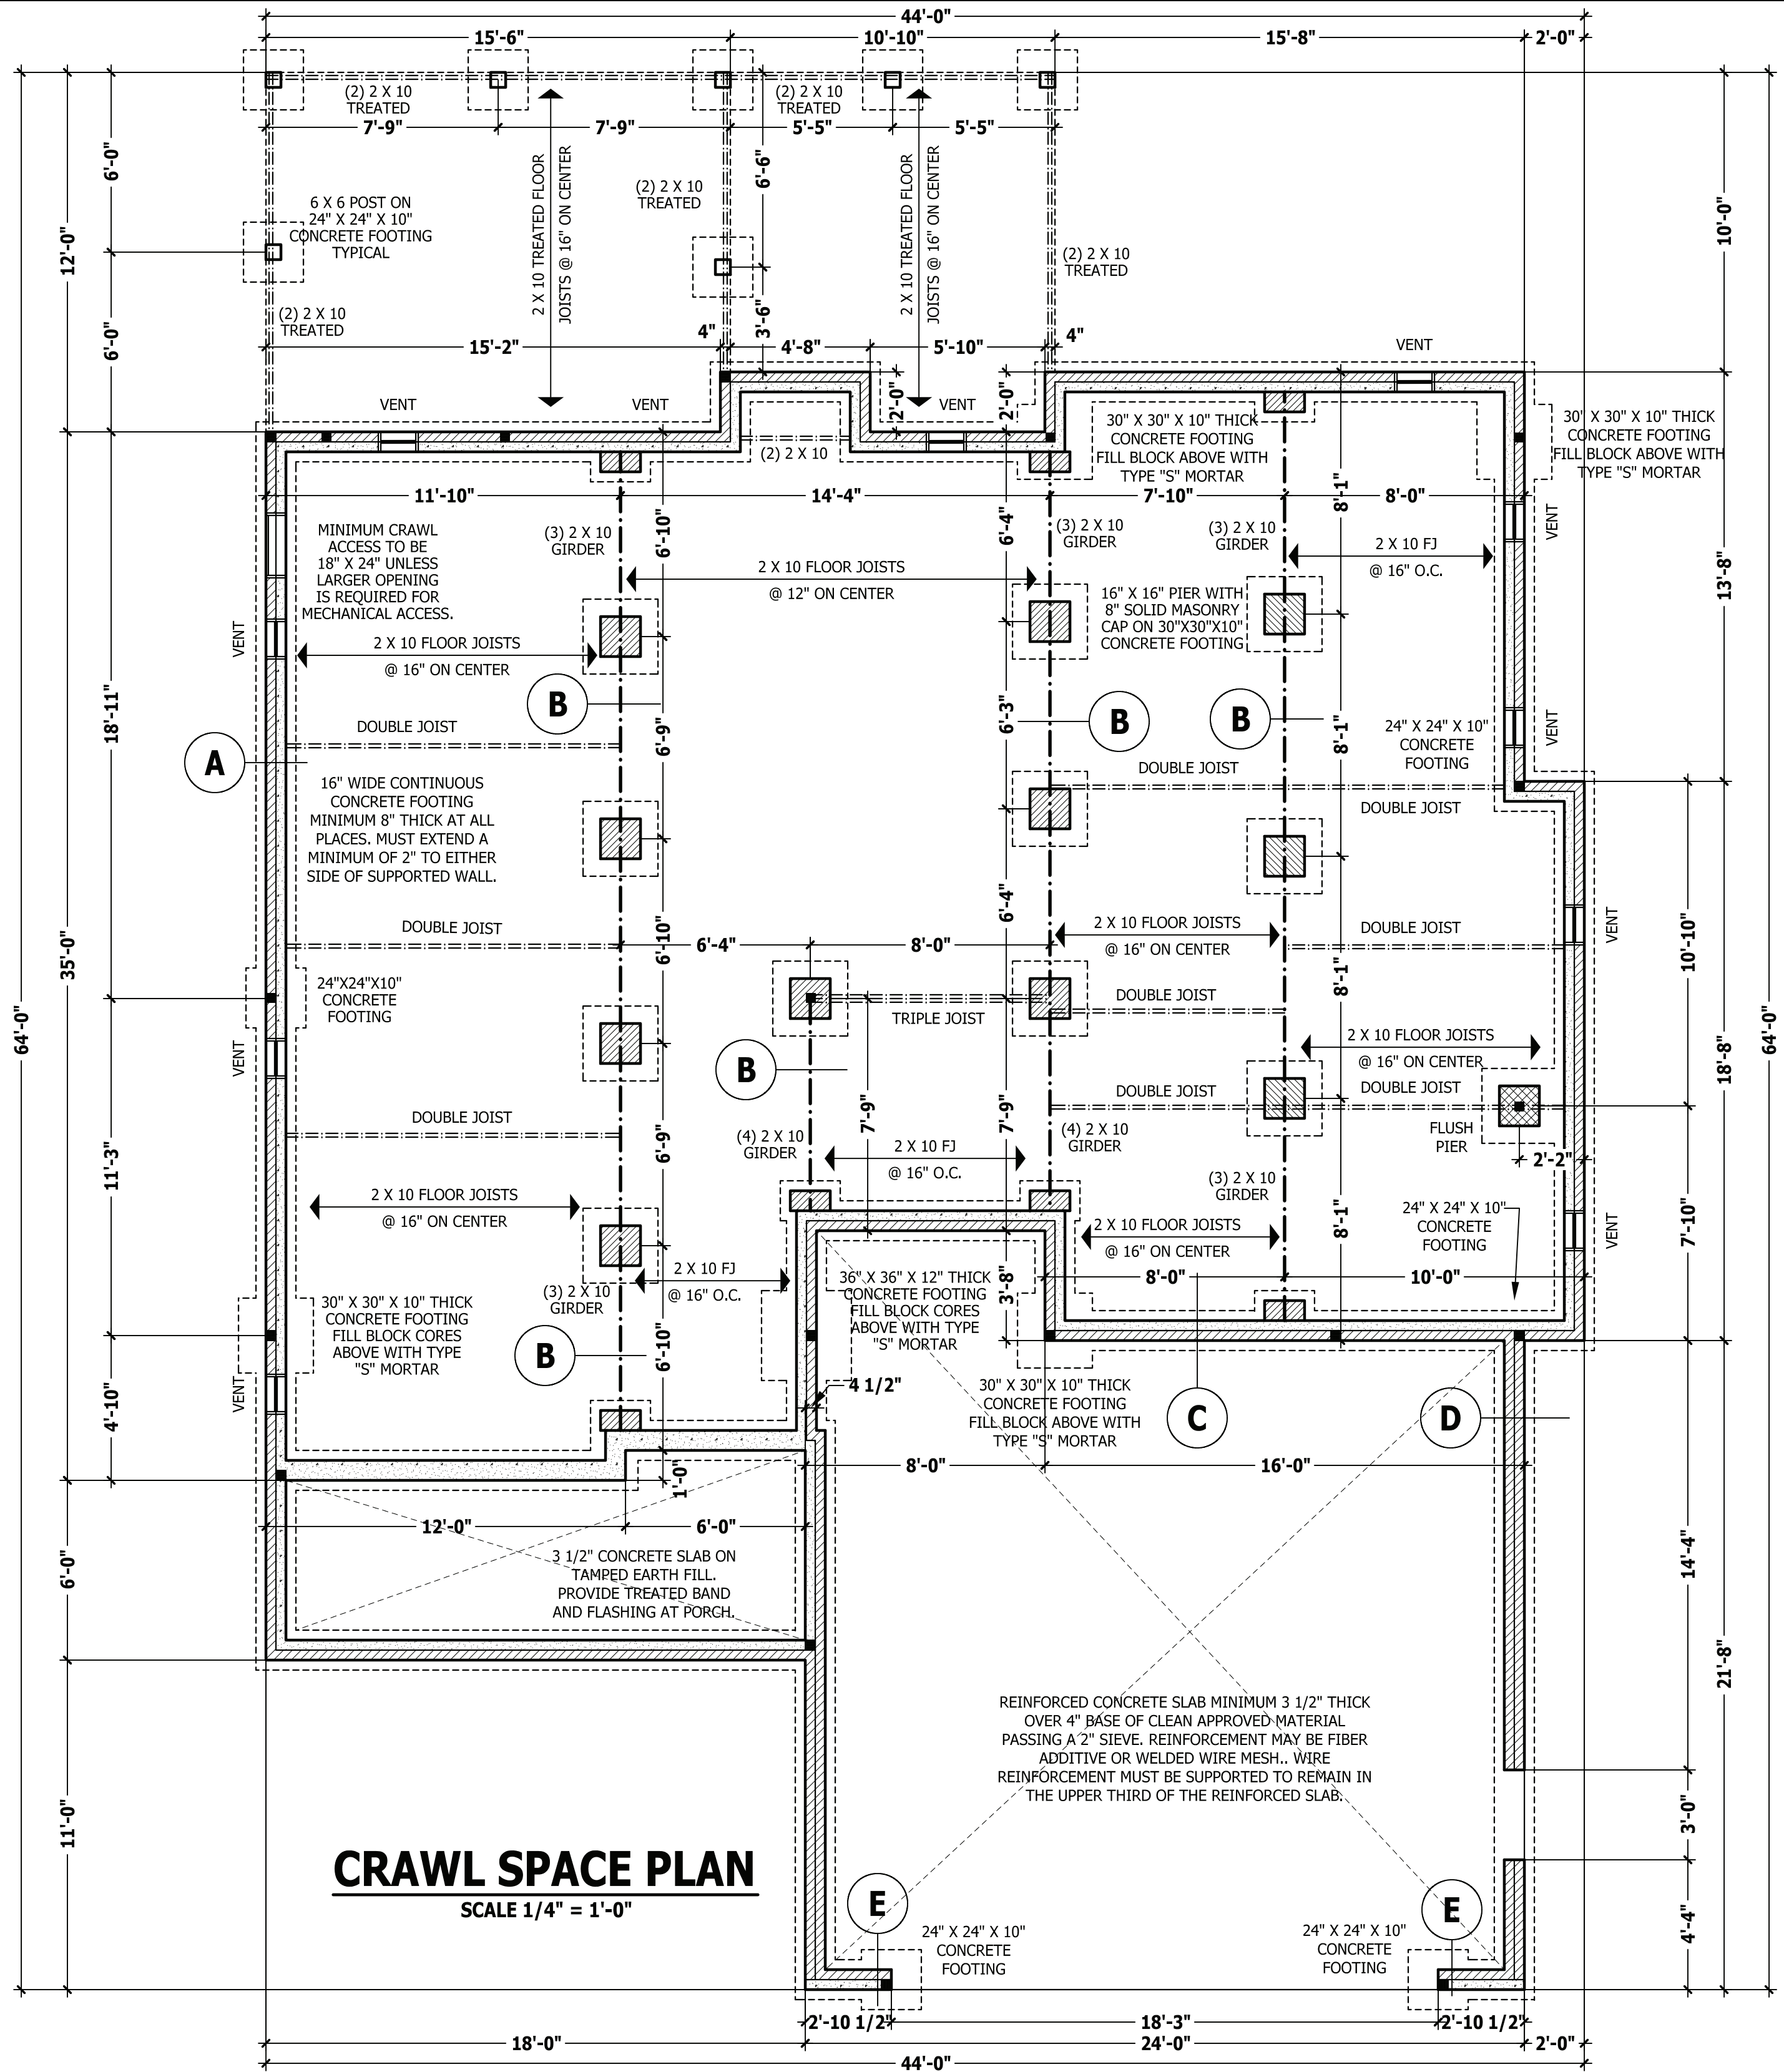 44'-0"
15'-6"
10'-10"
15'-8"
2'-0"
(2) 2 X 10
TREATED
(2) 2 X 10
TREATED
7'-9"
7'-9"
5'-5"
5'-5"
6'-0"
6'-6"
12'-0"
10'-0"
2 X 10 TREATED FLOOR
JOISTS @ 16" ON CENTER
2 X 10 TREATED FLOOR
JOISTS @ 16" ON CENTER
(2) 2 X 10
TREATED
6 X 6 POST ON
24" X 24" X 10"
CONCRETE FOOTING
TYPICAL
(2) 2 X 10
TREATED
(2) 2 X 10
TREATED
6'-0"
3'-6"
4"
4"
15'-2"
4'-8"
5'-10"
VENT
VENT
VENT
VENT
2'-0"
2'-0"
(2) 2 X 10
30" X 30" X 10" THICK
CONCRETE FOOTING
FILL BLOCK ABOVE WITH
TYPE "S" MORTAR
30" X 30" X 10" THICK
CONCRETE FOOTING
FILL BLOCK ABOVE WITH
TYPE "S" MORTAR
11'-10"
14'-4"
7'-10"
8'-0"
8'-1"
MINIMUM CRAWL
ACCESS TO BE
18" X 24" UNLESS
LARGER OPENING
IS REQUIRED FOR
MECHANICAL ACCESS.
(3) 2 X 10
GIRDER
6'-10"
6'-4"
(3) 2 X 10
GIRDER
(3) 2 X 10
GIRDER
VENT
2 X 10 FJ
@ 16" O.C.
2 X 10 FLOOR JOISTS
@ 12" ON CENTER
16" X 16" PIER WITH
8" SOLID MASONRY
CAP ON 30"X30"X10"
CONCRETE FOOTING
13'-8"
VENT
2 X 10 FLOOR JOISTS
@ 16" ON CENTER
18'-11"
B
B
B
6'-9"
6'-3"
8'-1"
VENT
A
DOUBLE JOIST
24" X 24" X 10"
CONCRETE
FOOTING
DOUBLE JOIST
DOUBLE JOIST
16" WIDE CONTINUOUS
CONCRETE FOOTING
MINIMUM 8" THICK AT ALL
PLACES. MUST EXTEND A
MINIMUM OF 2" TO EITHER
SIDE OF SUPPORTED WALL.
DOUBLE JOIST
35'-0"
6'-10"
6'-4"
6'-4"
8'-0"
2 X 10 FLOOR JOISTS
@ 16" ON CENTER
DOUBLE JOIST
VENT
10'-10"
8'-1"
24"X24"X10"
CONCRETE
FOOTING
TRIPLE JOIST
DOUBLE JOIST
64'-0"
64'-0"
VENT
2 X 10 FLOOR JOISTS
@ 16" ON CENTER
18'-8"
B
DOUBLE JOIST
DOUBLE JOIST
DOUBLE JOIST
7'-9"
7'-9"
(4) 2 X 10
GIRDER
(4) 2 X 10
GIRDER
FLUSH
PIER
2'-2"
11'-3"
6'-9"
2 X 10 FJ
@ 16" O.C.
2 X 10 FLOOR JOISTS
@ 16" ON CENTER
(3) 2 X 10
GIRDER
8'-1"
24" X 24" X 10"
CONCRETE
FOOTING
VENT
7'-10"
2 X 10 FLOOR JOISTS
@ 16" ON CENTER
2 X 10 FJ
@ 16" O.C.
(3) 2 X 10
GIRDER
36" X 36" X 12" THICK
CONCRETE FOOTING
FILL BLOCK CORES
ABOVE WITH TYPE
"S" MORTAR
3'-8"
8'-0"
10'-0"
30" X 30" X 10" THICK
CONCRETE FOOTING
FILL BLOCK CORES
ABOVE WITH TYPE
"S" MORTAR
B
6'-10"
4 1/2"
VENT
4'-10"
30" X 30" X 10" THICK
CONCRETE FOOTING
FILL BLOCK ABOVE WITH
TYPE "S" MORTAR
C
D
8'-0"
16'-0"
1'-0"
12'-0"
6'-0"
6'-0"
14'-4"
3 1/2" CONCRETE SLAB ON
TAMPED EARTH FILL.
PROVIDE TREATED BAND
AND FLASHING AT PORCH.
21'-8"
REINFORCED CONCRETE SLAB MINIMUM 3 1/2" THICK
OVER 4" BASE OF CLEAN APPROVED MATERIAL
PASSING A 2" SIEVE. REINFORCEMENT MAY BE FIBER
ADDITIVE OR WELDED WIRE MESH.. WIRE
REINFORCEMENT MUST BE SUPPORTED TO REMAIN IN
THE UPPER THIRD OF THE REINFORCED SLAB.
11'-0"
3'-0"
CRAWL SPACE PLAN
SCALE 1/4" = 1'-0"
E
E
4'-4"
24" X 24" X 10"
CONCRETE
FOOTING
24" X 24" X 10"
CONCRETE
FOOTING
2'-10 1/2"
18'-3"
2'-10 1/2"
18'-0"
24'-0"
2'-0"
44'-0"